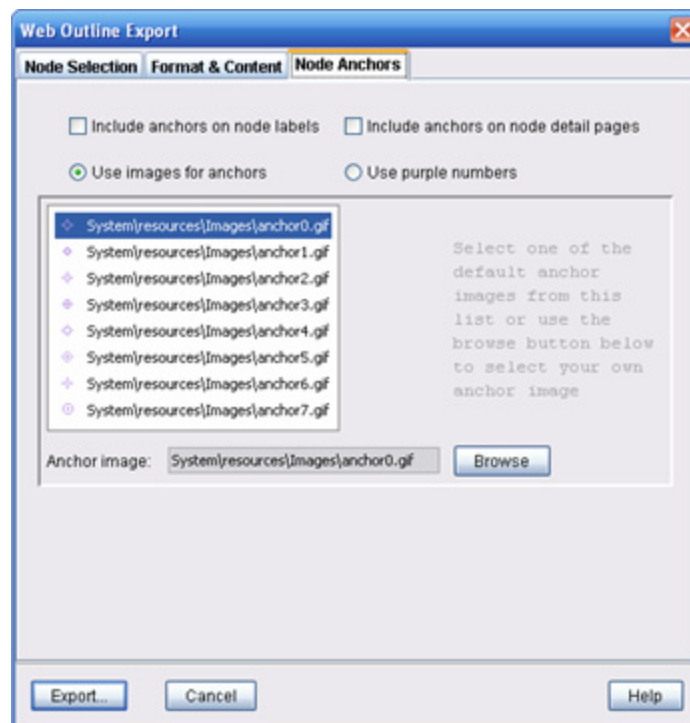 Web Outline Export
Node Selection Format & Content Node Anchors
Include anchors on node labels Include anchors on node detail pages
Use images for anchors Use purple numbers
System\resources\Images\anchor0.gif
System\resources\Images\anchor1.gif
System\resources\Images\anchor2.gif
System\resources\Images\anchor3.gif
System\resources\Images\anchor4.gif
System\resources\Images\anchor5.gif
System\resources\Images\anchor6.gif
System\resources\Images\anchor7.gif
Select one of the
default anchor
images from this
list or use the
browse button below
to select your own
anchor image
Anchor image: System\resources\Images\anchor0.gif Browse
Export... Cancel Help